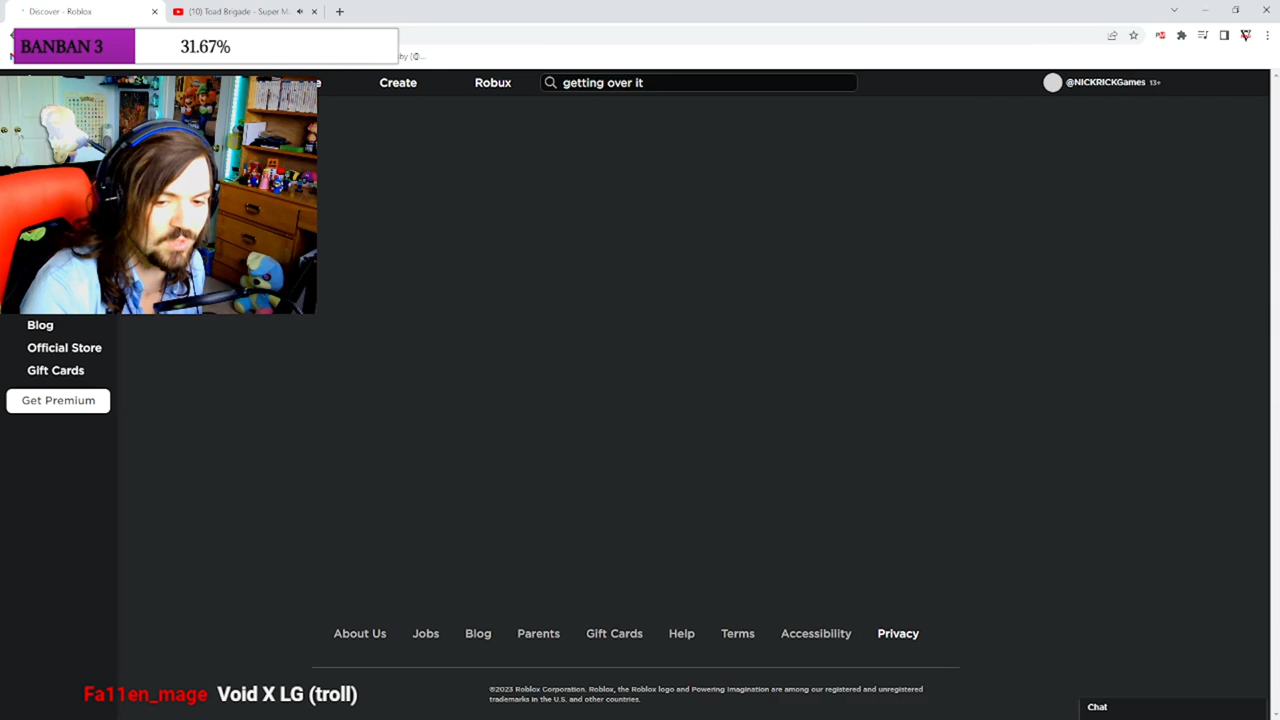 Discover - Roblox
(10) Toad Brigade - Super M
BANBAN 3 31.67%
by (@...
Create Robux getting over it @NICKRICKGames 13+
Blog
Official Store
Gift Cards
Get Premium
About Us Jobs Blog Parents Gift Cards Help Terms Accessibility Privacy
©2023 Roblox Corporation. Roblox, the Roblox logo and Powering Imagination are among our registered and unregistered
trademarks in the U.S. and other countries.
Fa11en_mage Void X LG (troll)
Chat